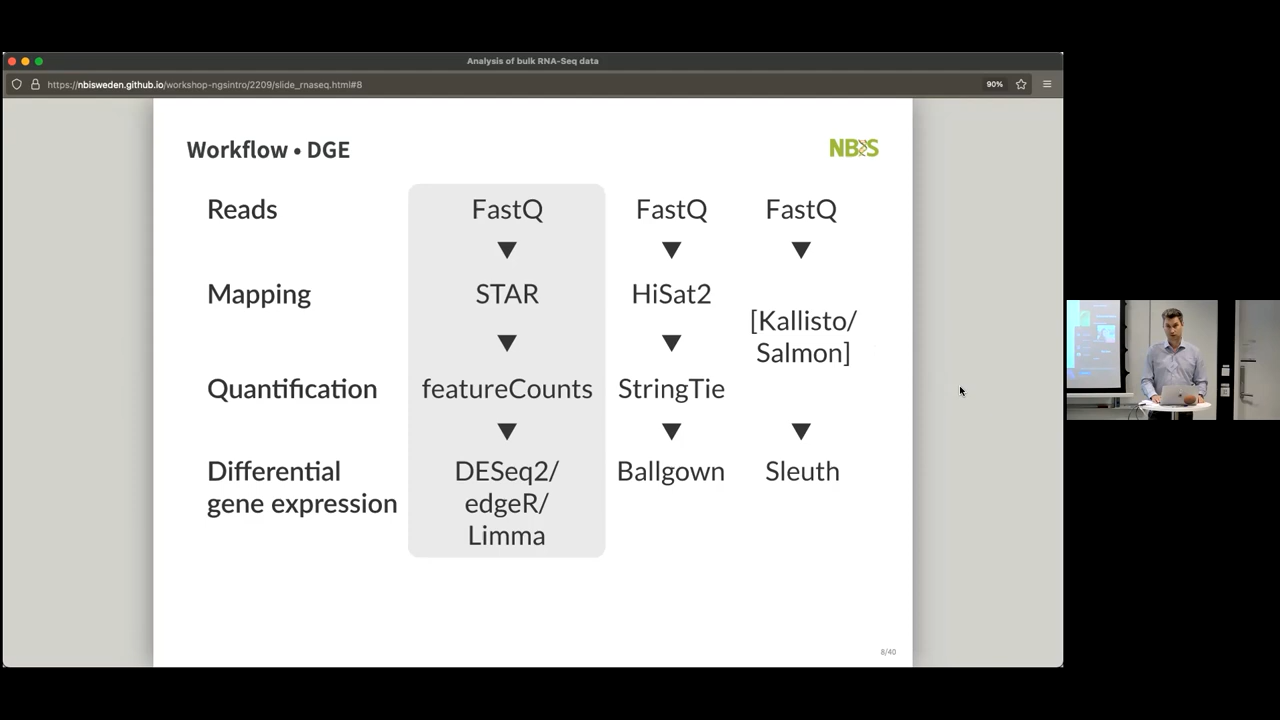 Analysis of bulk RNA-Seq data
https://nbisweden.github.io/workshop-ngsintro/2209/slide_rnaseq.html#8
90%
Workflow • DGE
NBIS
Reads
FastQ
FastQ
FastQ
Mapping
STAR
HiSat2
[Kallisto/
Salmon]
Quantification
featureCounts
StringTie
Differential
gene expression
DESeq2/
edgeR/
Limma
Ballgown
Sleuth
8/40